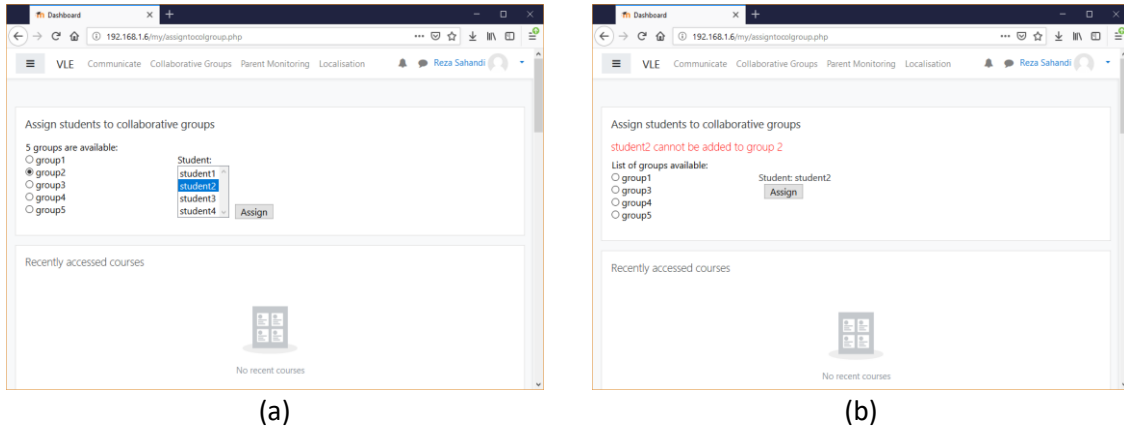 Dashboard
192.168.1.6/my/assigntocolgroup.php
VLE Communicate Collaborative Groups Parent Monitoring Localisation Reza Sahandi
Assign students to collaborative groups
5 groups are available:
group1
group2
group3
group4
group5
Student:
student1
student2
student3
student4
Assign
Recently accessed courses
No recent courses
(a)
Dashboard
192.168.1.6/my/assigntocolgroup.php
VLE Communicate Collaborative Groups Parent Monitoring Localisation Reza Sahandi
Assign students to collaborative groups
student2 cannot be added to group 2
List of groups available:
group1
group3
group4
group5
Student: student2
Assign
Recently accessed courses
No recent courses
(b)